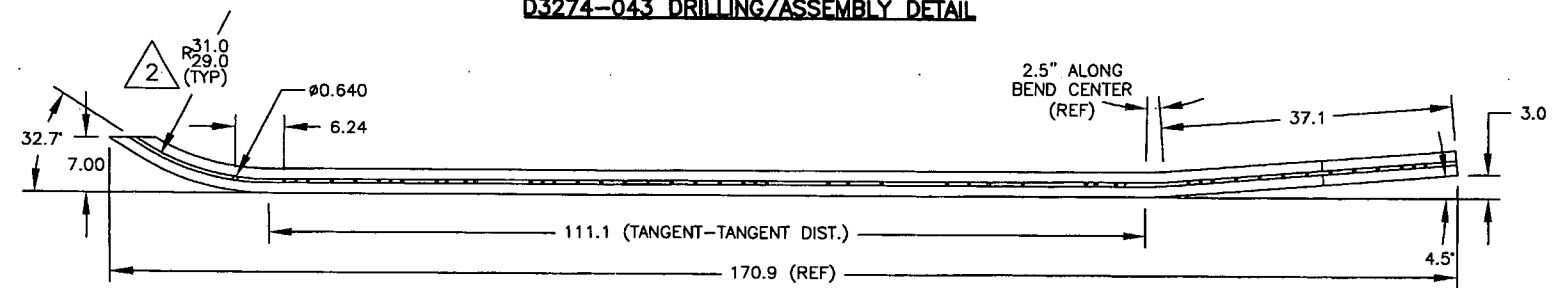 D3274-043 DRILLING/ASSEMBLY DETAIL
2
R31.0
29.0
(TYP)
ø0.640
6.24
2.5" ALONG
BEND CENTER
(REF)
37.1
3.0
32.7°
7.00
111.1 (TANGENT-TANGENT DIST.)
4.5°
170.9 (REF)